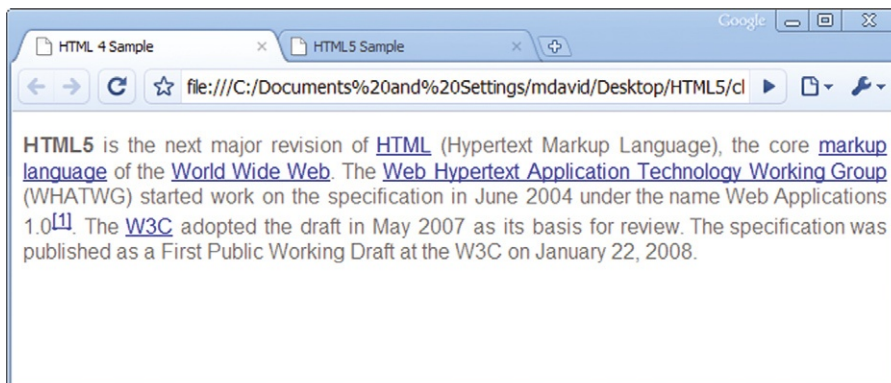 Google
HTML 4 Sample
HTML5 Sample
file:///C:/Documents%20and%20Settings/mdavid/Desktop/HTML5/cl
HTML5 is the next major revision of HTML (Hypertext Markup Language), the core markup
language of the World Wide Web. The Web Hypertext Application Technology Working Group
(WHATWG) started work on the specification in June 2004 under the name Web Applications
1.0[1]. The W3C adopted the draft in May 2007 as its basis for review. The specification was
published as a First Public Working Draft at the W3C on January 22, 2008.